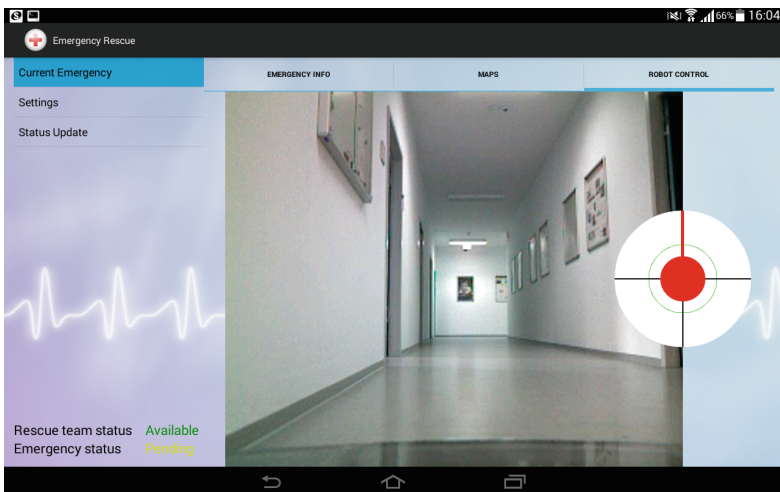 66% 16:04
Emergency Rescue
Current Emergency
Settings
Status Update
EMERGENCY INFO MAPS ROBOT CONTROL
Rescue team status Available
Emergency status Pending